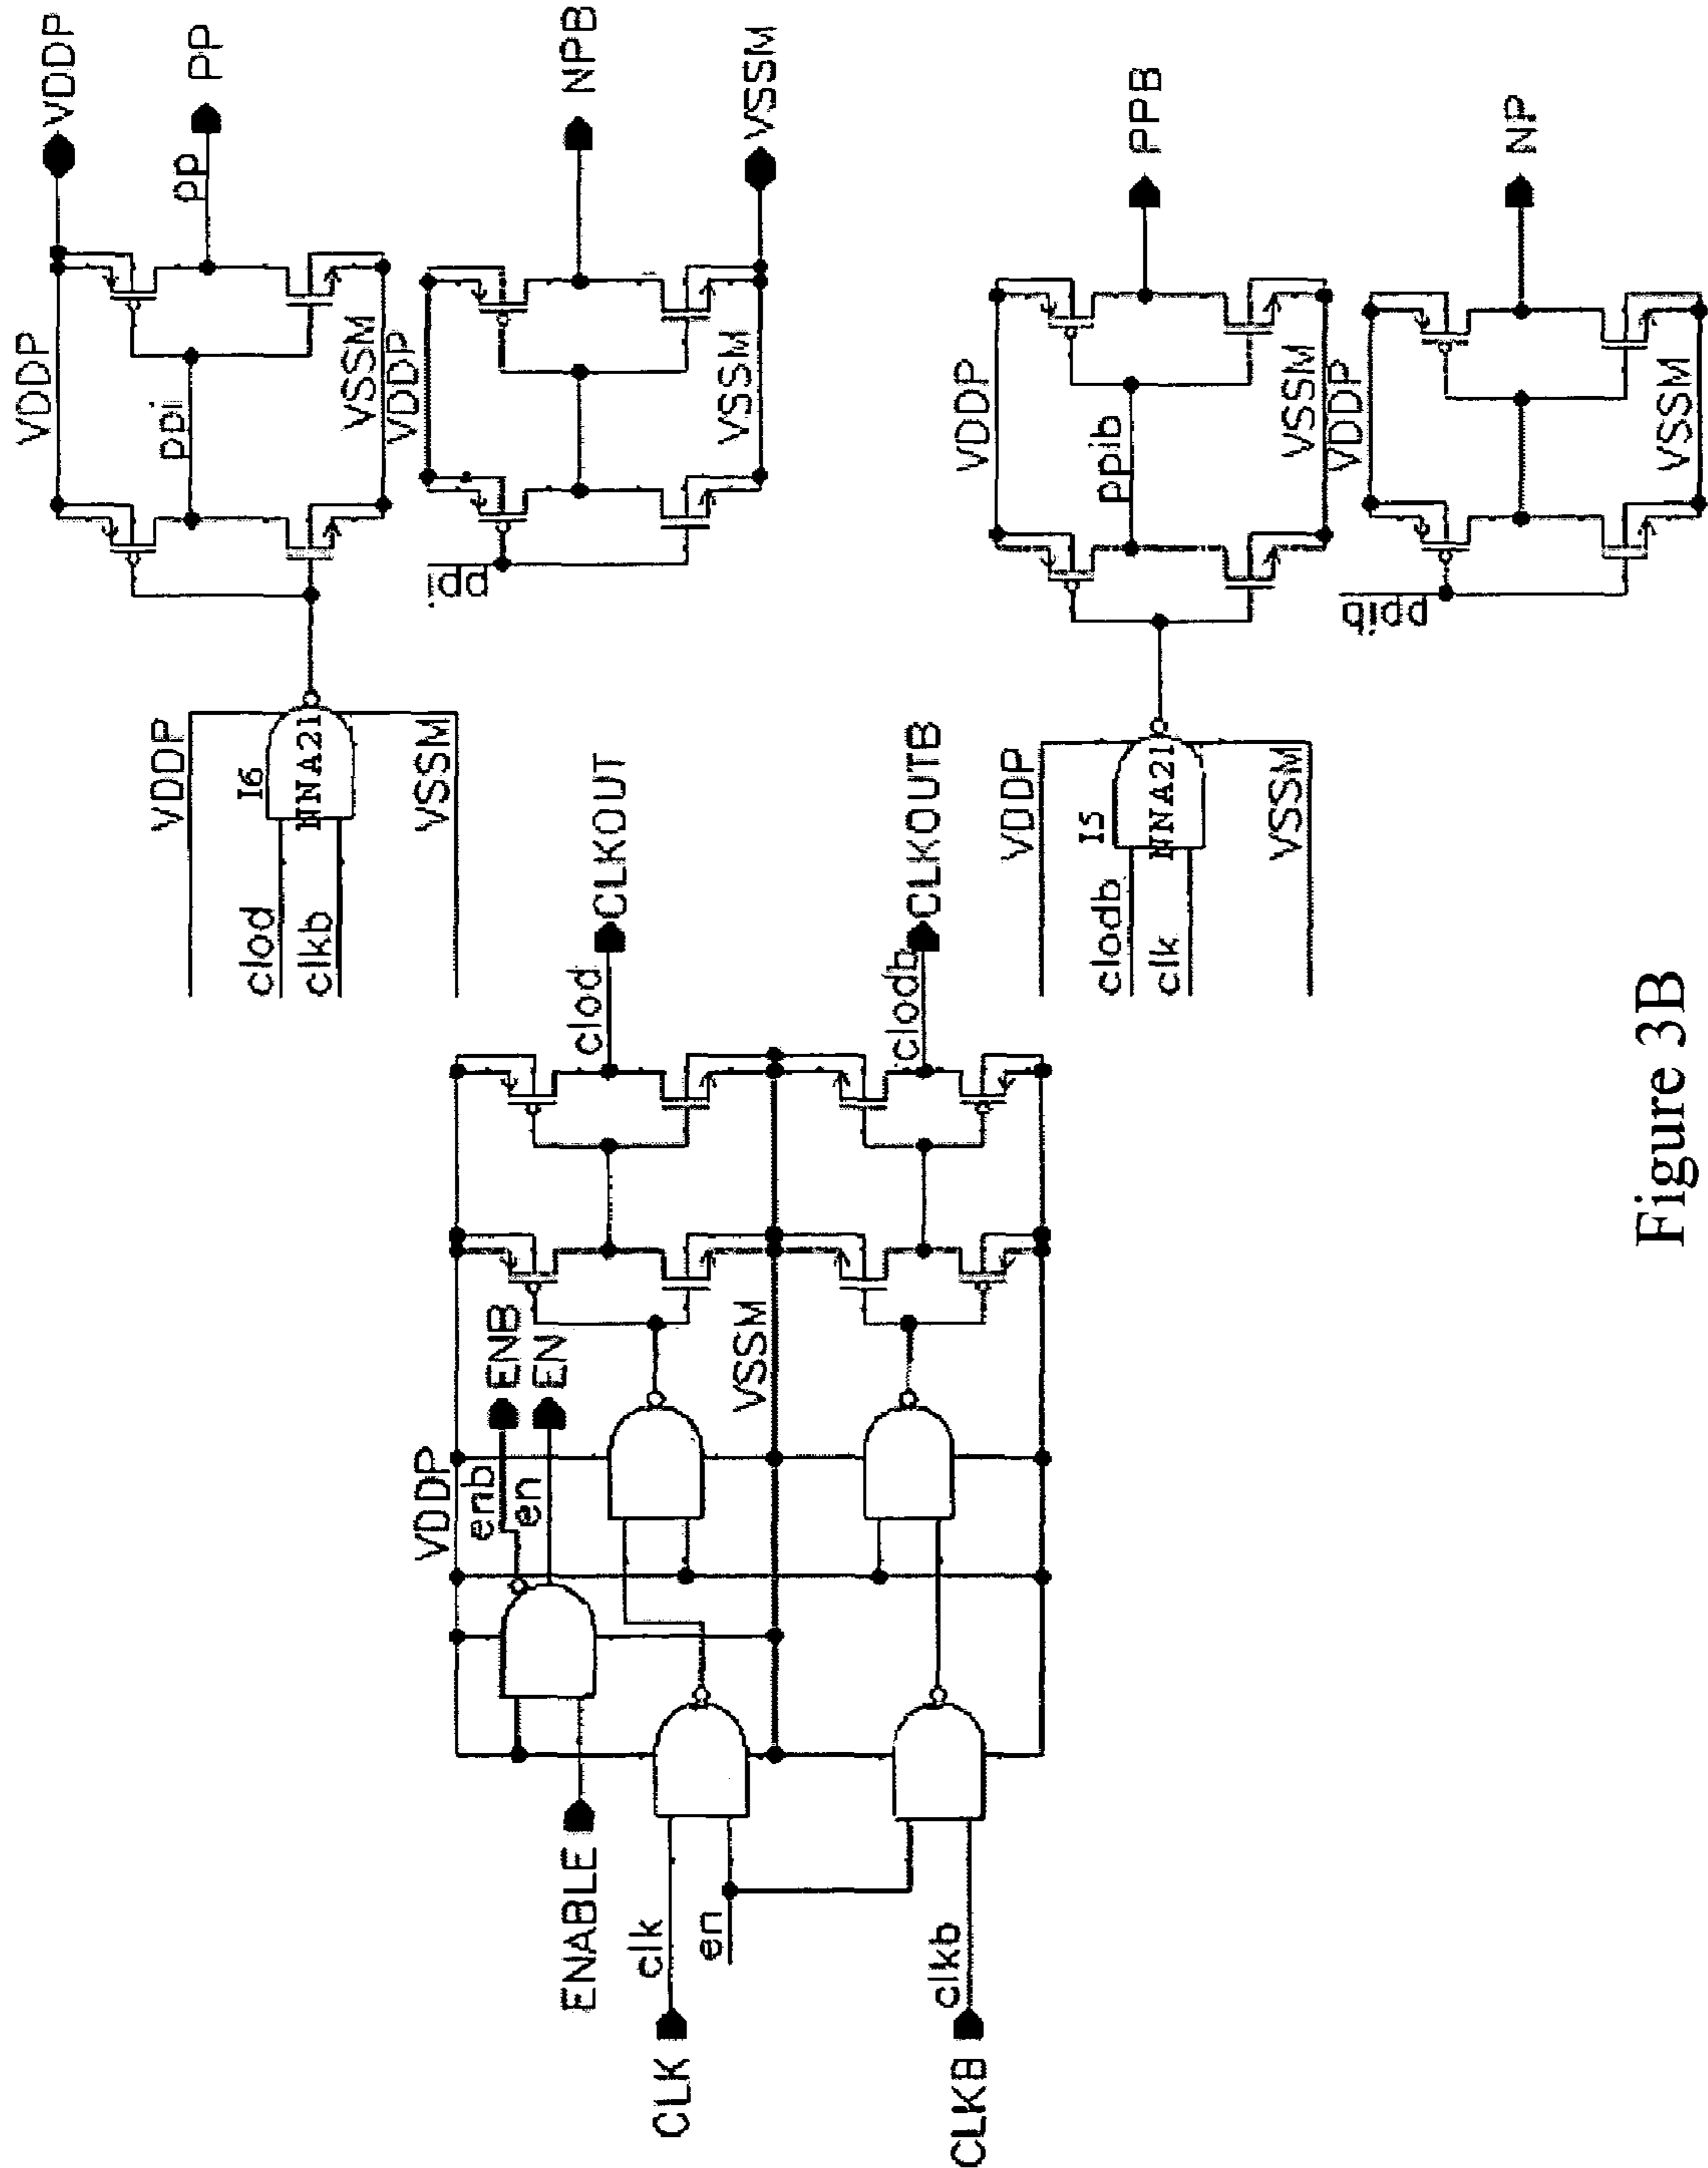 VDDP
VDDP
PP
pp
ppi
VSSM
VDDP
NPB
ppi
VSSM
VSSM
VDDP
I6
NNA21
clod
clkb
VSSM
VDDP
ppib
PPB
VSSM
VDDP
ppib
NP
VSSM
VDDP
I5
NNA21
clodb
clk
VSSM
VDDP
enb
ENB
en
EN
ENABLE
clod
CLKOUT
CLK
clk
en
VSSM
clodb
CLKOUTB
CLKB
clkb
Figure 3B